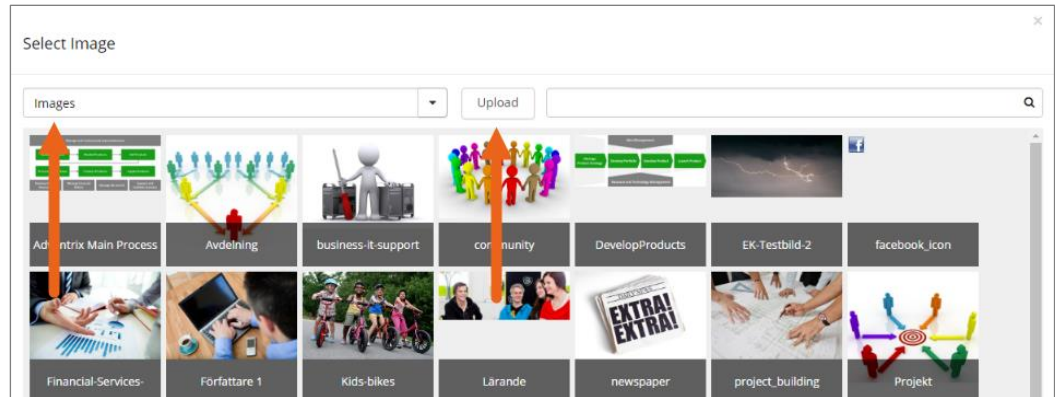 ×
Select Image
Images
Upload
Adventrix Main Process
Avdelning
business-it-support
community
DevelopProducts
EK-Testbild-2
facebook_icon
EXTRA!
EXTRA!
Financial-Services-
Författare 1
Kids-bikes
Lärande
newspaper
project_building
Projekt